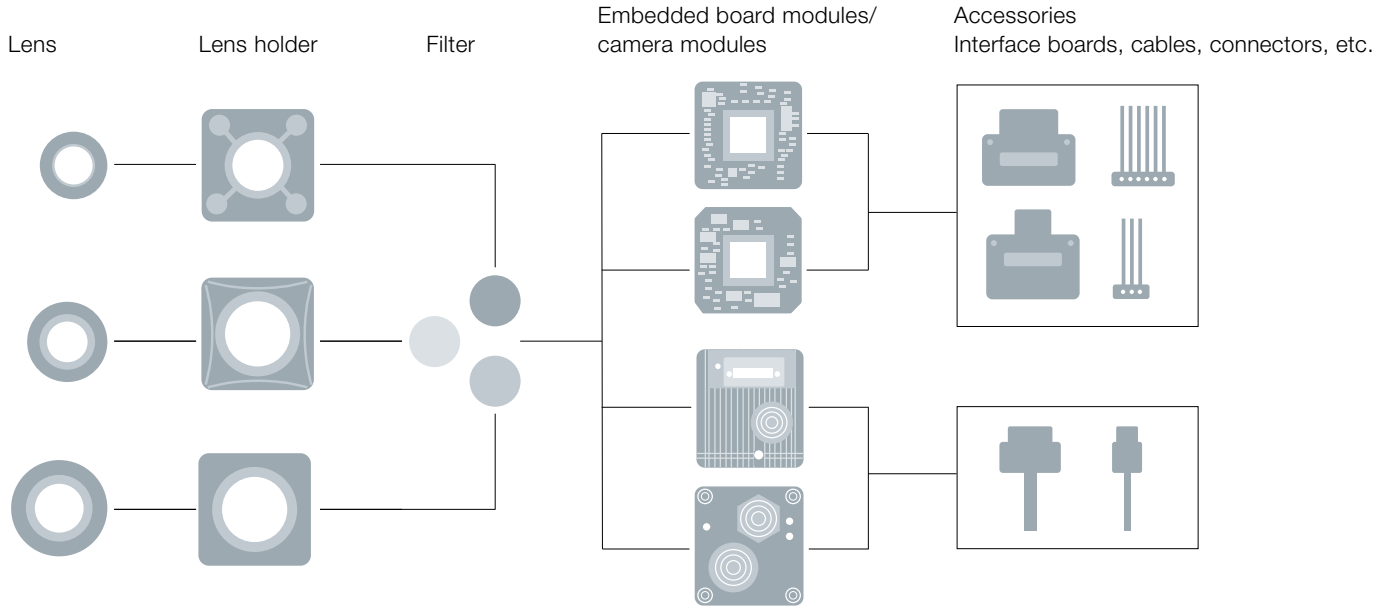 Lens
Lens holder
Filter
Embedded board modules/
camera modules
Accessories
Interface boards, cables, connectors, etc.